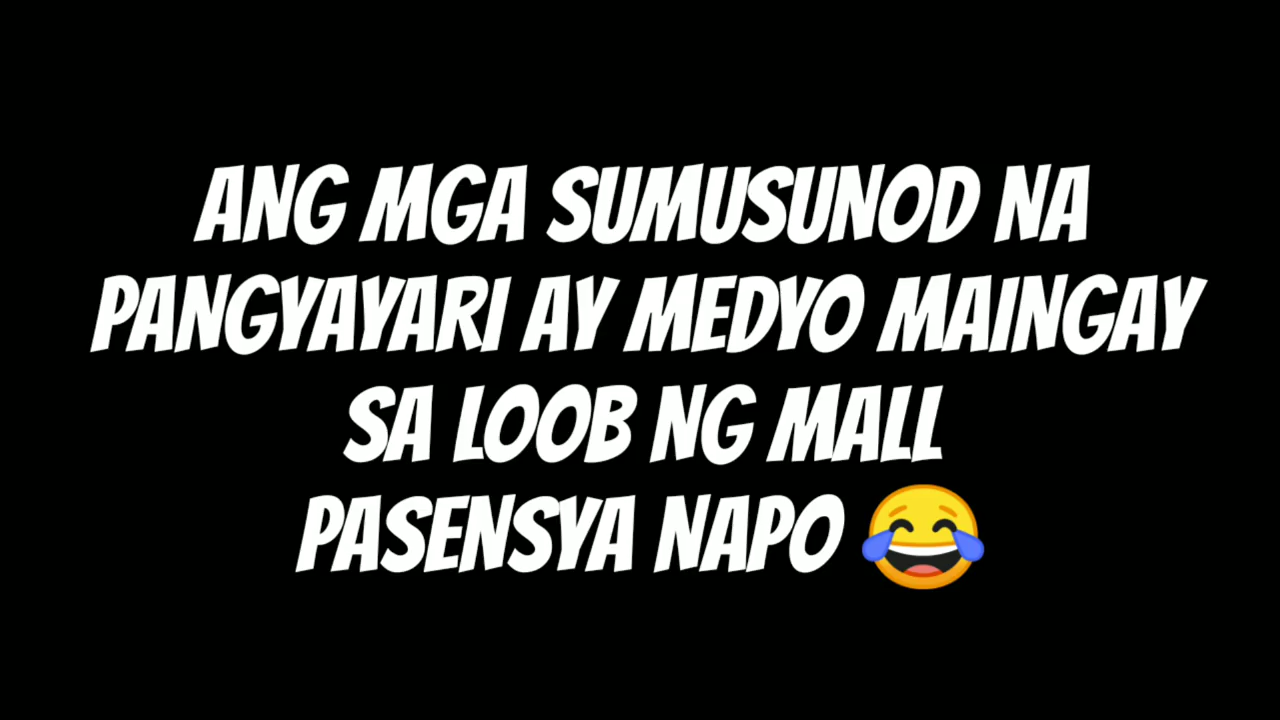 ANG MGA SUMUSUNOD NA
PANGYAYARI AY MEDYO MAINGAY
SA LOOB NG MALL
PASENSYA NAPO 😂